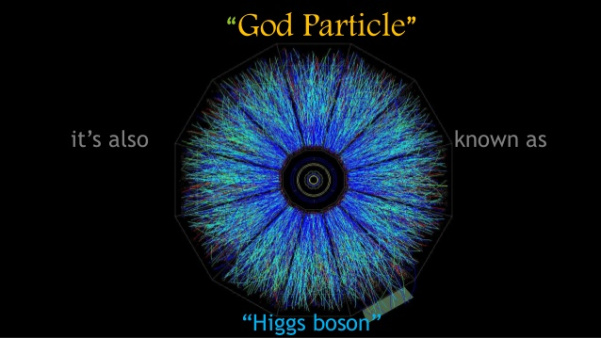 “God Particle”
it’s also known as
“Higgs boson”